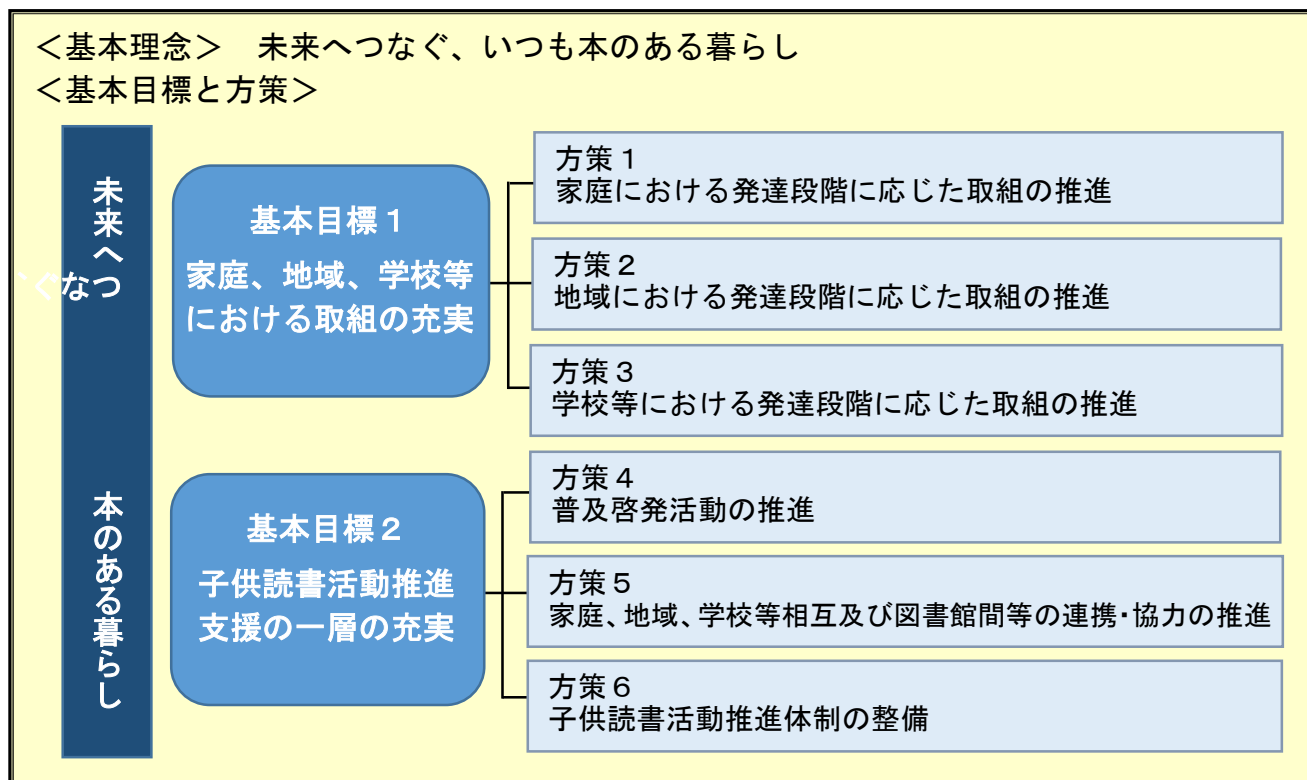 ＜基本理念＞　未来へつなぐ、いつも本のある暮らし
＜基本目標と方策＞
未来へ
つなぐ、
本のある暮らし
基本目標１
家庭、地域、学校等
における取組の充実
方策１
家庭における発達段階に応じた取組の推進
方策２
地域における発達段階に応じた取組の推進
方策３
学校等における発達段階に応じた取組の推進
基本目標２
子供読書活動推進
支援の一層の充実
方策４
普及啓発活動の推進
方策５
家庭、地域、学校等相互及び図書館間等の連携・協力の推進
方策６
子供読書活動推進体制の整備